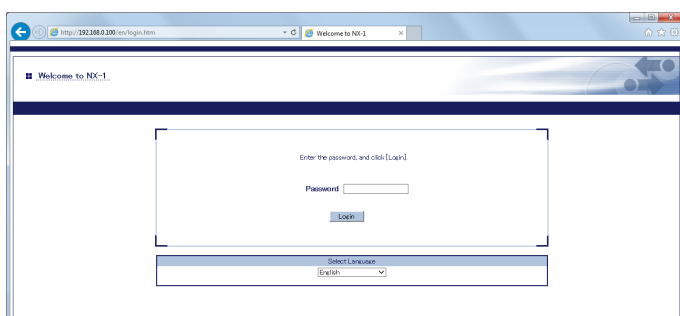 http://192.168.0.100/en/login.htm
Welcome to NX-1
Welcome to NX-1
Enter the password, and click [Login].
Password
Login
Select Language
English